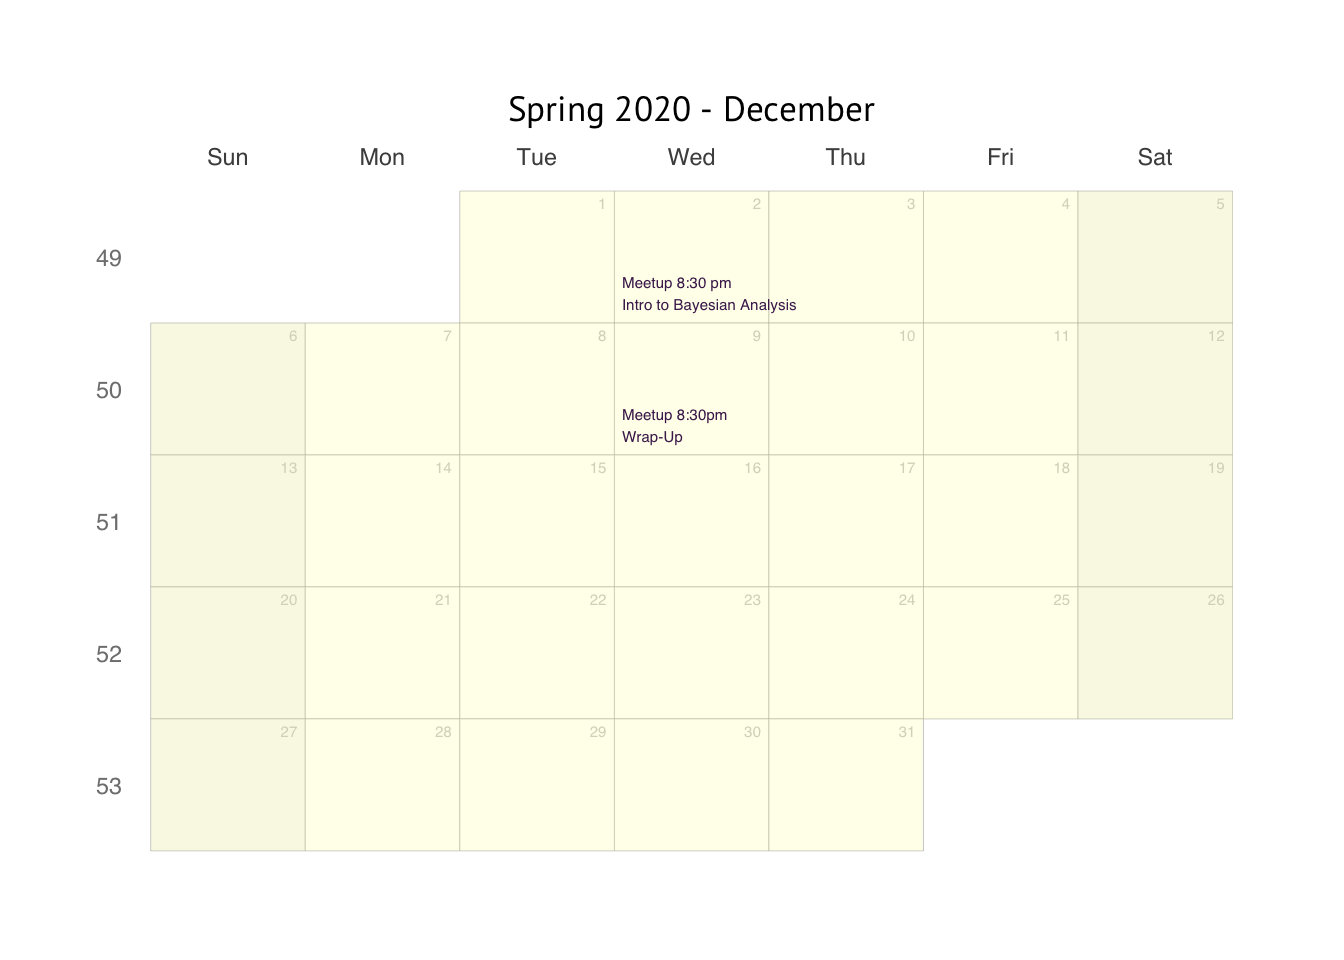 Spring 2020 - December
Sun Mon Tue Wed Thu Fri Sat
1 2 3 4 5
49
Meetup 8:30 pm
Intro to Bayesian Analysis
6 7 8 9 10 11 12
50
Meetup 8:30pm
Wrap-Up
13 14 15 16 17 18 19
51
20 21 22 23 24 25 26
52
27 28 29 30 31
53